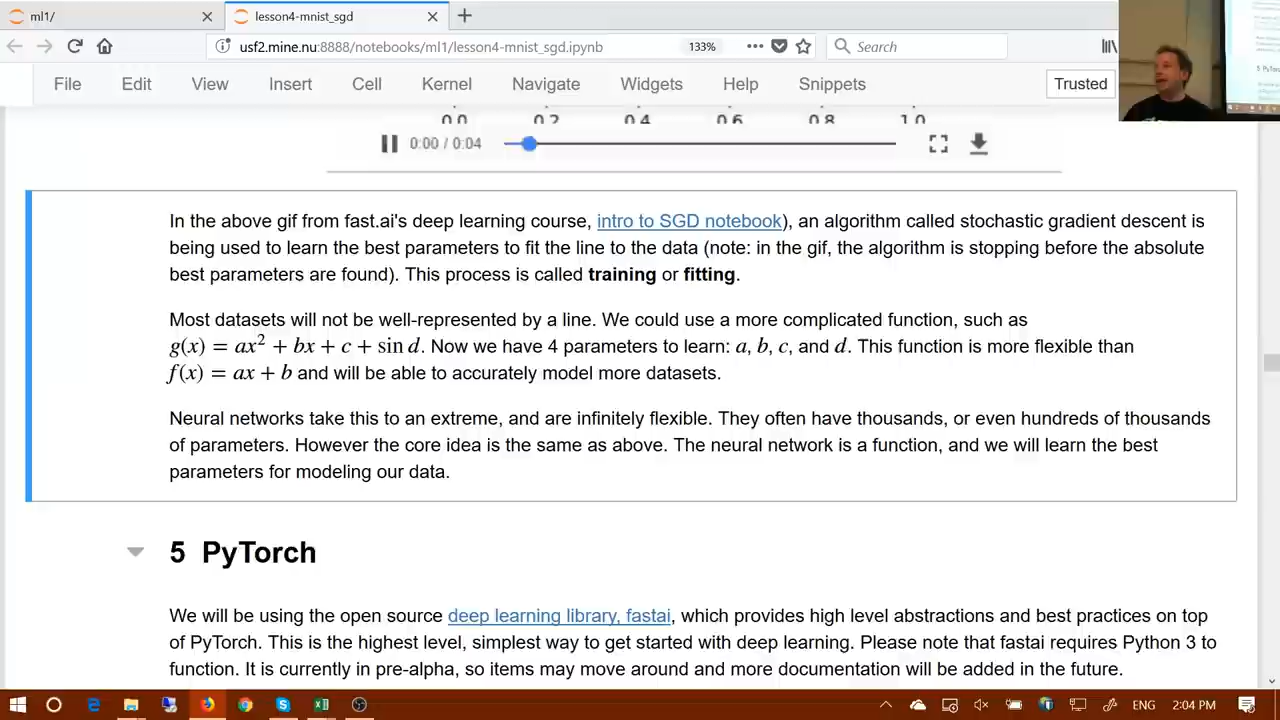 ml1/
lesson4-mnist_sgd
usf2.mine.nu:8888/notebooks/ml1/lesson4-mnist_sgd.ipynb
133%
Search
File Edit View Insert Cell Kernel Navigate Widgets Help Snippets
Trusted
5 PyTorch
0.0 0.2 0.4 0.6 0.8 1.0
0:00 / 0:04
In the above gif from fast.ai's deep learning course, intro to SGD notebook), an algorithm called stochastic gradient descent is
being used to learn the best parameters to fit the line to the data (note: in the gif, the algorithm is stopping before the absolute
best parameters are found). This process is called training or fitting.
Most datasets will not be well-represented by a line. We could use a more complicated function, such as
g(x) = ax² + bx + c + sin d. Now we have 4 parameters to learn: a, b, c, and d. This function is more flexible than
f(x) = ax + b and will be able to accurately model more datasets.
Neural networks take this to an extreme, and are infinitely flexible. They often have thousands, or even hundreds of thousands
of parameters. However the core idea is the same as above. The neural network is a function, and we will learn the best
parameters for modeling our data.
5 PyTorch
We will be using the open source deep learning library, fastai, which provides high level abstractions and best practices on top
of PyTorch. This is the highest level, simplest way to get started with deep learning. Please note that fastai requires Python 3 to
function. It is currently in pre-alpha, so items may move around and more documentation will be added in the future.
ENG
2:04 PM